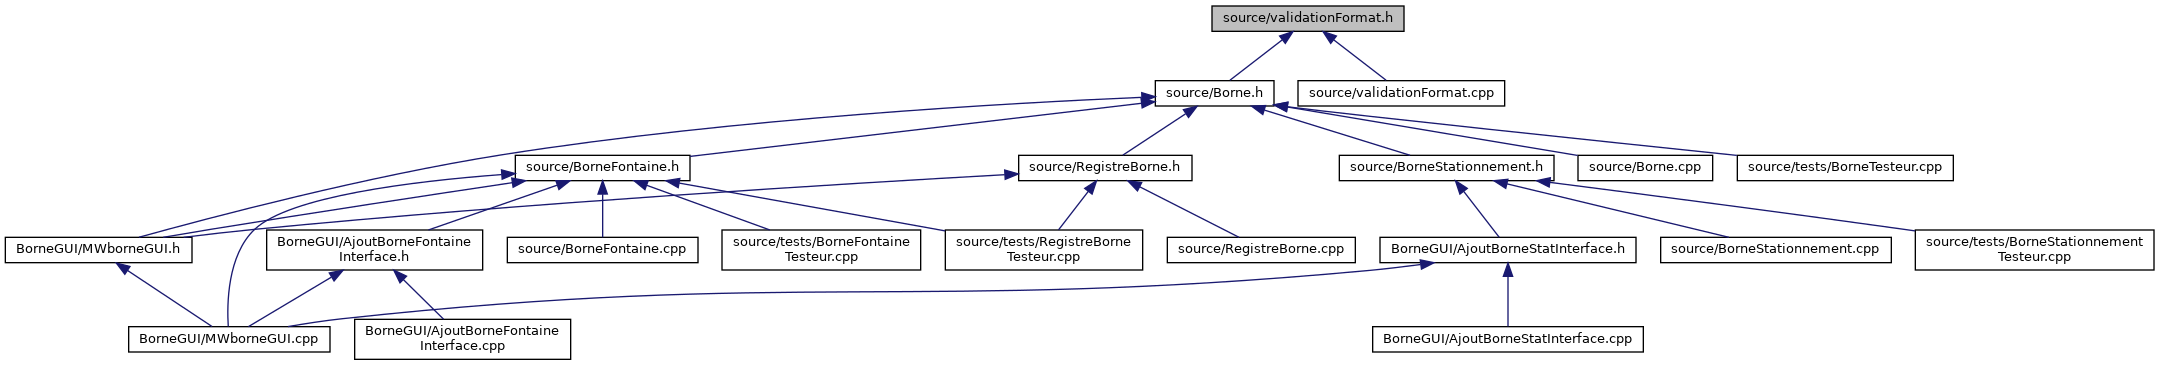 source/validationFormat.h
source/Borne.h
source/validationFormat.cpp
source/BorneFontaine.h
source/RegistreBorne.h
source/BorneStationnement.h
source/Borne.cpp
source/tests/BorneTesteur.cpp
BorneGUI/MWborneGUI.h
BorneGUI/AjoutBorneFontaine
Interface.h
source/BorneFontaine.cpp
source/tests/BorneFontaine
Testeur.cpp
source/tests/RegistreBorne
Testeur.cpp
source/RegistreBorne.cpp
BorneGUI/AjoutBorneStatInterface.h
source/BorneStationnement.cpp
source/tests/BorneStationnement
Testeur.cpp
BorneGUI/MWborneGUI.cpp
BorneGUI/AjoutBorneFontaine
Interface.cpp
BorneGUI/AjoutBorneStatInterface.cpp